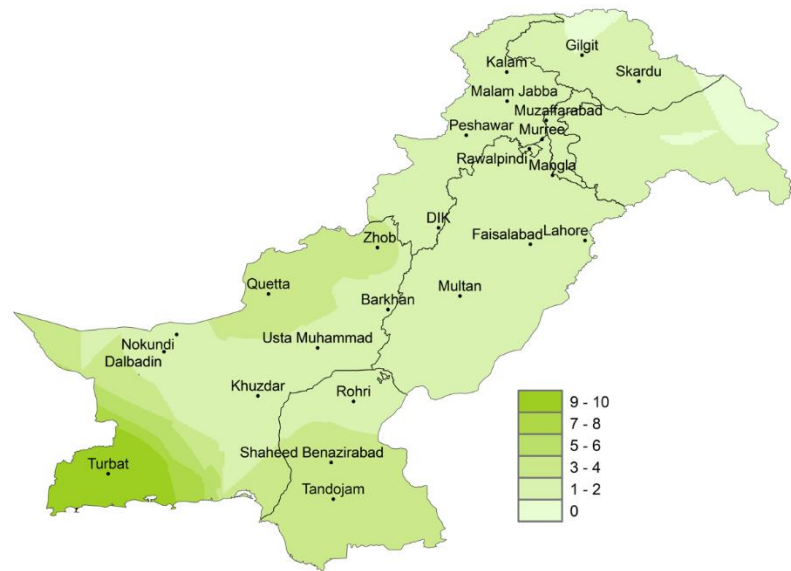 Gilgit
Kalam
Skardu
Malam Jabba
Muzaffarabad
Peshawar
Murree
Rawalpindi
Mangla
DIK
Zhob
Faisalabad
Lahore
Quetta
Multan
Barkhan
Nokundi
Usta Muhammad
Dalbadin
Khuzdar
Rohri
9 - 10
7 - 8
5 - 6
3 - 4
1 - 2
0
Shaheed Benazirabad
Turbat
Tandojam